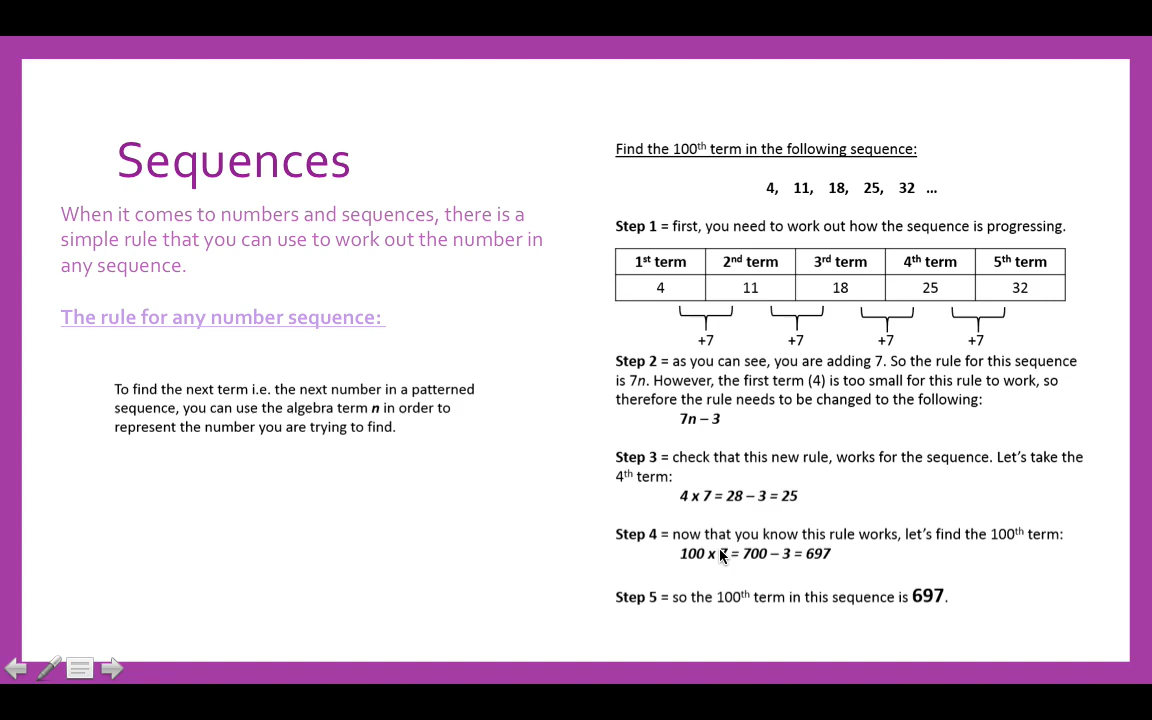 Sequences
When it comes to numbers and sequences, there is a
simple rule that you can use to work out the number in
any sequence.
The rule for any number sequence:
To find the next term i.e. the next number in a patterned
sequence, you can use the algebra term n in order to
represent the number you are trying to find.
Find the 100th term in the following sequence:
4, 11, 18, 25, 32 ...
Step 1 = first, you need to work out how the sequence is progressing.
1st term 2nd term 3rd term 4th term 5th term
4 11 18 25 32
+7 +7 +7 +7
Step 2 = as you can see, you are adding 7. So the rule for this sequence
is 7n. However, the first term (4) is too small for this rule to work, so
therefore the rule needs to be changed to the following:
7n – 3
Step 3 = check that this new rule, works for the sequence. Let's take the
4th term:
4 x 7 = 28 – 3 = 25
Step 4 = now that you know this rule works, let's find the 100th term:
100 x 7 = 700 – 3 = 697
Step 5 = so the 100th term in this sequence is 697.